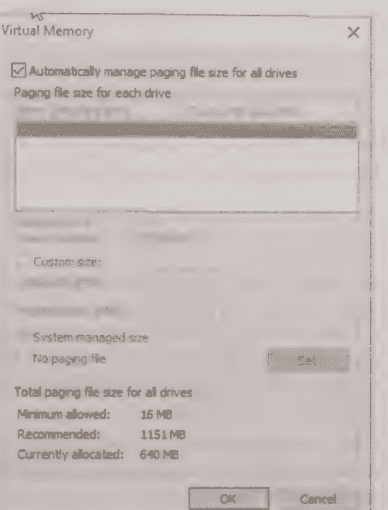 Virtual Memory
Automatically manage paging file size for all drives
Paging file size for each drive
Custom size:
System managed size
No paging file
Set
Total paging file size for all drives
Minimum allowed: 16 MB
Recommended: 1151 MB
Currently allocated: 640 MB
OK Cancel